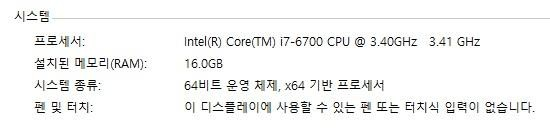 시스템
프로세서: Intel(R) Core(TM) i7-6700 CPU @ 3.40GHz 3.41 GHz
설치된 메모리(RAM): 16.0GB
시스템 종류: 64비트 운영 체제, x64 기반 프로세서
펜 및 터치: 이 디스플레이에 사용할 수 있는 펜 또는 터치식 입력이 없습니다.